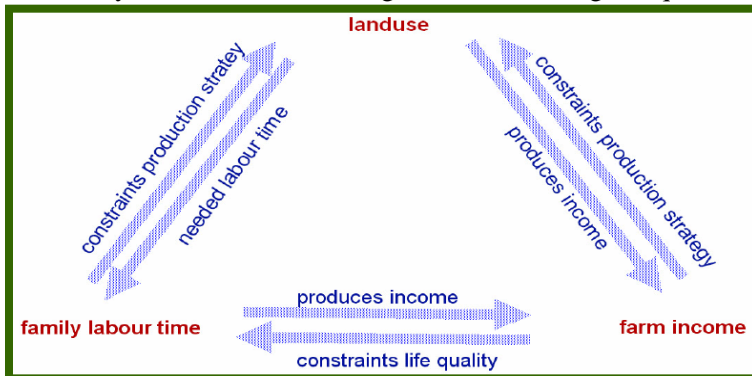 landuse
constraints production stratey
needed labour time
constraints production strategy
produces income
produces income
family labour time
farm income
constraints life quality